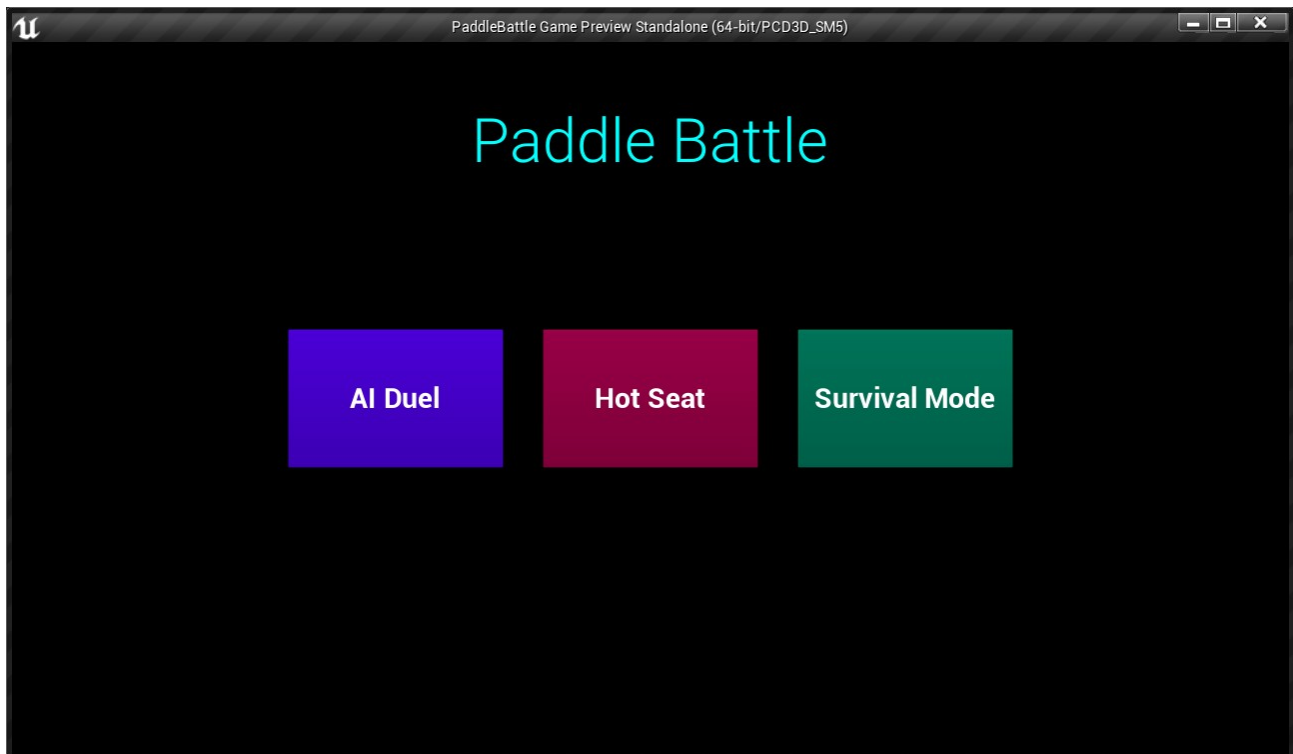 PaddleBattle Game Preview Standalone (64-bit/PCD3D_SM5)
Paddle Battle
AI Duel
Hot Seat
Survival Mode